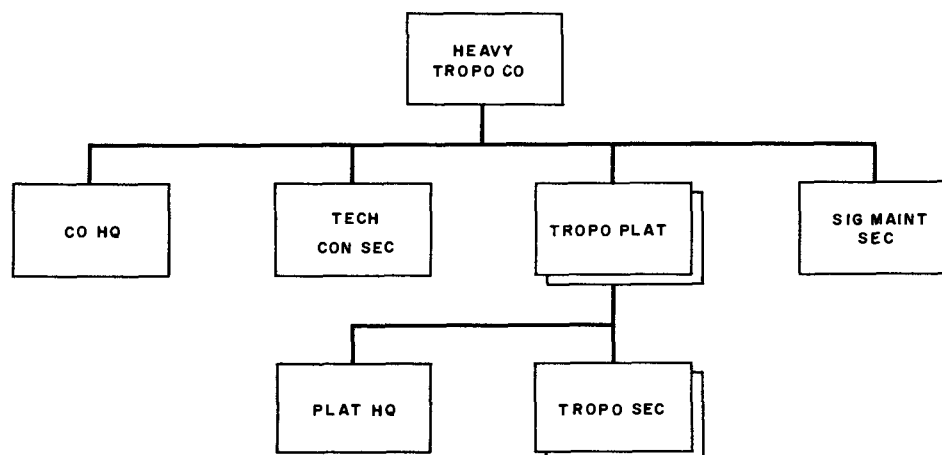 HEAVY
TROPO CO
CO HQ
TECH
CON SEC
TROPO PLAT
SIG MAINT
SEC
PLAT HQ
TROPO SEC